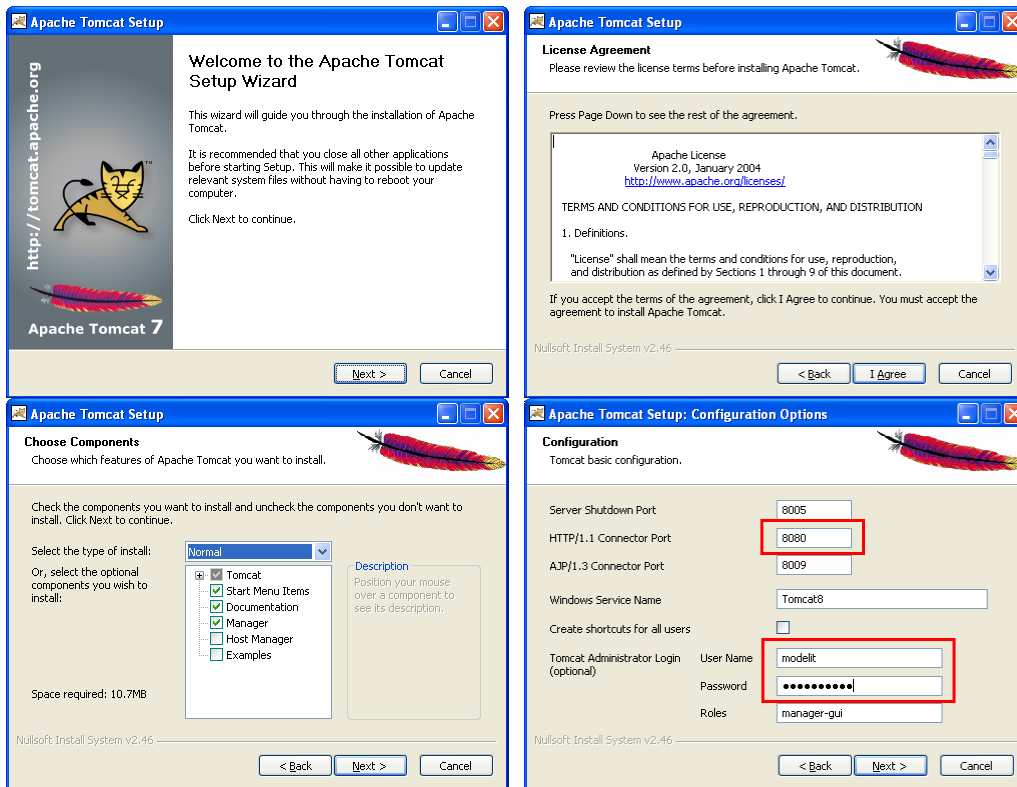 Apache Tomcat Setup
http://tomcat.apache.org
TM
Apache Tomcat 7
Welcome to the Apache Tomcat
Setup Wizard
This wizard will guide you through the installation of Apache
Tomcat.
It is recommended that you close all other applications
before starting Setup. This will make it possible to update
relevant system files without having to reboot your
computer.
Click Next to continue.
Next >
Cancel
Apache Tomcat Setup
License Agreement
Please review the license terms before installing Apache Tomcat.
Press Page Down to see the rest of the agreement.
Apache License
Version 2.0, January 2004
http://www.apache.org/licenses/
TERMS AND CONDITIONS FOR USE, REPRODUCTION, AND DISTRIBUTION
1. Definitions.
"License" shall mean the terms and conditions for use, reproduction,
and distribution as defined by Sections 1 through 9 of this document.
If you accept the terms of the agreement, click I Agree to continue. You must accept the
agreement to install Apache Tomcat.
Nullsoft Install System v2.46
< Back
I Agree
Cancel
Apache Tomcat Setup
Choose Components
Choose which features of Apache Tomcat you want to install.
Check the components you want to install and uncheck the components you don't want to
install. Click Next to continue.
Select the type of install:
Normal
Or, select the optional
components you wish to
install:
Tomcat
Start Menu Items
Documentation
Manager
Host Manager
Examples
Description
Position your mouse
over a component to
see its description.
Space required: 10.7MB
Nullsoft Install System v2.46
< Back
Next >
Cancel
Apache Tomcat Setup: Configuration Options
Configuration
Tomcat basic configuration.
Server Shutdown Port 8005
HTTP/1.1 Connector Port 8080
AJP/1.3 Connector Port 8009
Windows Service Name Tomcat8
Create shortcuts for all users
Tomcat Administrator Login
(optional)
User Name modelit
Password ●●●●●●●●●●
Roles manager-gui
Nullsoft Install System v2.46
< Back
Next >
Cancel